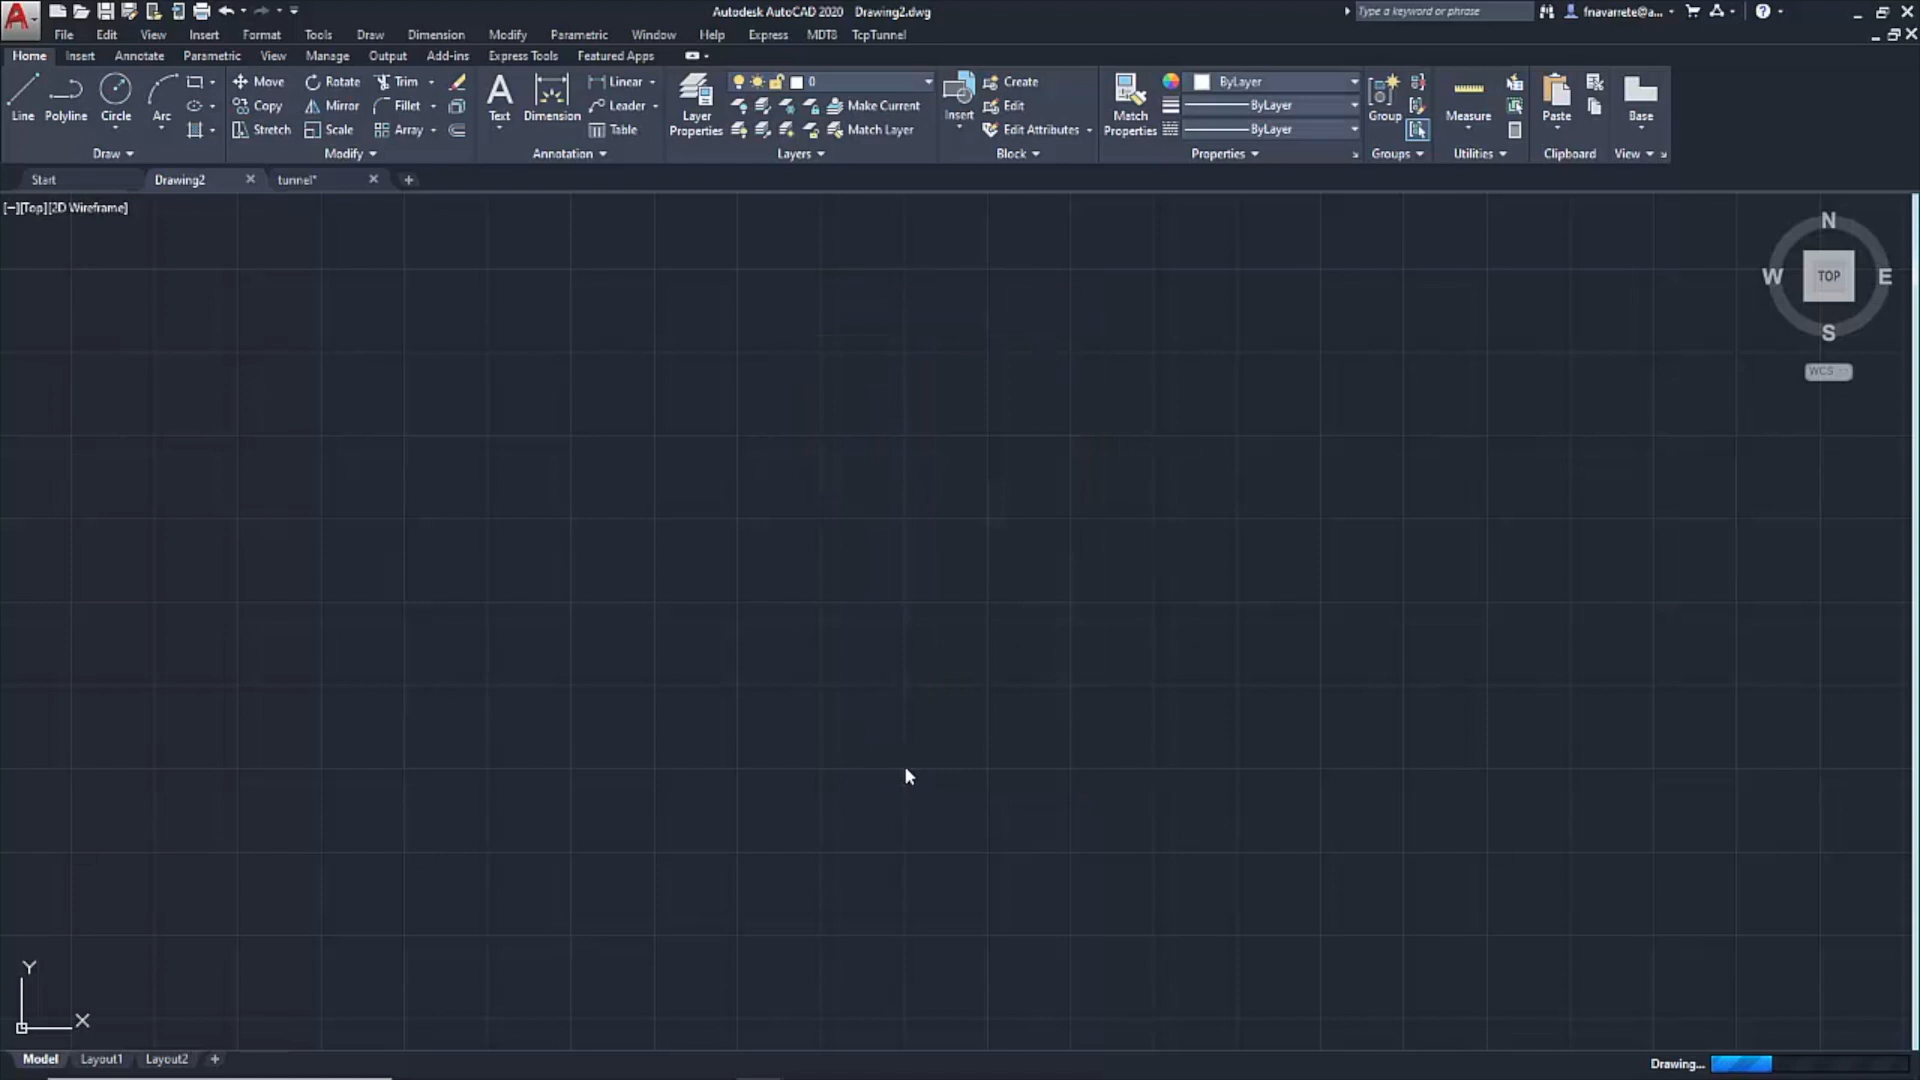 Autodesk AutoCAD 2020 Drawing2.dwg
Type a keyword or phrase
fnavarrete@a...
File Edit View Insert Format Tools Draw Dimension Modify Parametric Window Help Express MDT8 TcpTunnel
Home Insert Annotate Parametric View Manage Output Add-ins Express Tools Featured Apps
Line Polyline Circle Arc
Move Rotate Trim
Copy Mirror Fillet
Stretch Scale Array
Text Dimension
Linear
Leader
Table
Layer Properties
0
Make Current
Match Layer
Insert
Create
Edit
Edit Attributes
Match Properties
ByLayer
ByLayer
ByLayer
Group
Measure
Paste
Base
Draw Modify Annotation Layers Block Properties Groups Utilities Clipboard View
Start Drawing2 tunnel*
[−][Top][2D Wireframe]
N
W TOP E
S
WCS
Y
X
Model Layout1 Layout2 +
Drawing...